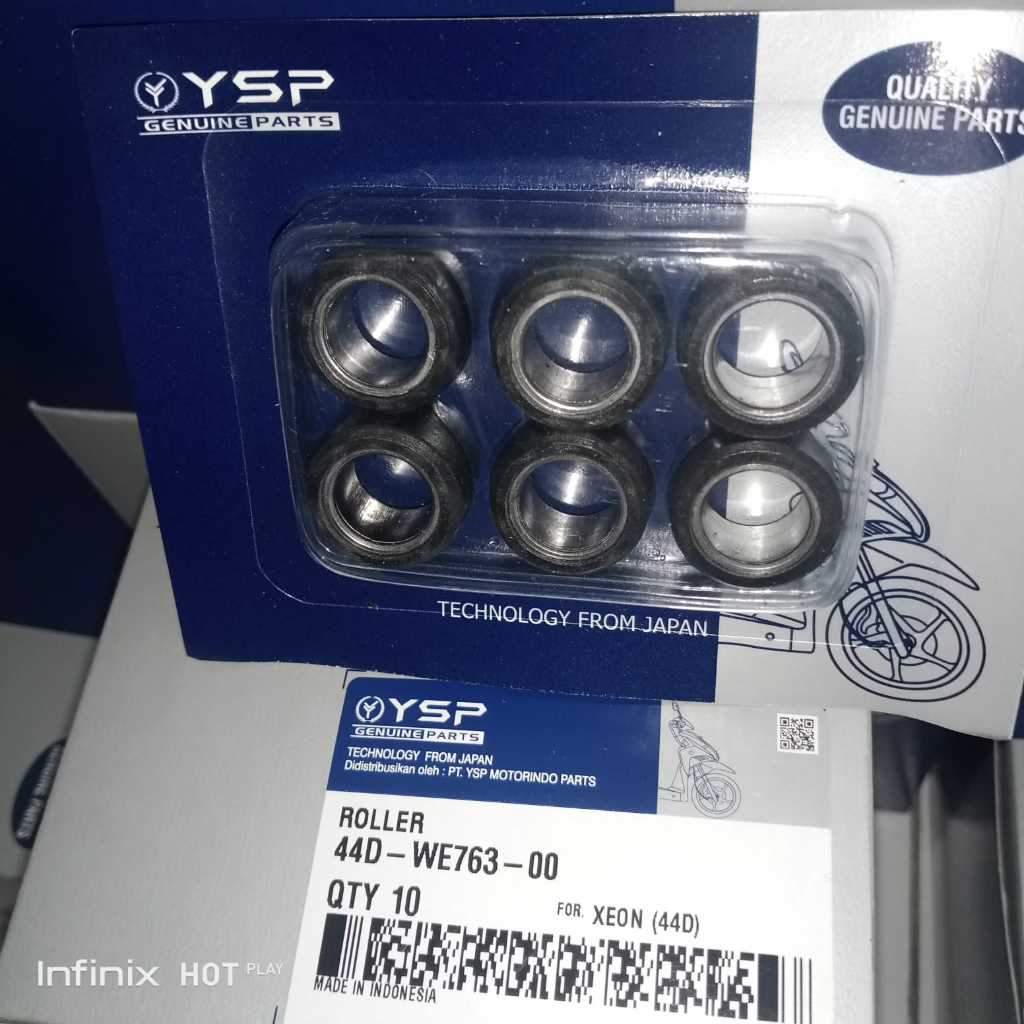 YSP
GENUINE PARTS
QUALITY
GENUINE PARTS
TECHNOLOGY FROM JAPAN
YSP
GENUINE PARTS
TECHNOLOGY FROM JAPAN
Didistribusikan oleh : PT. YSP MOTORINDO PARTS
ROLLER
44D-WE763-00
QTY 10
FOR. XEON (44D)
MADE IN INDONESIA
Infinix HOT PLAY